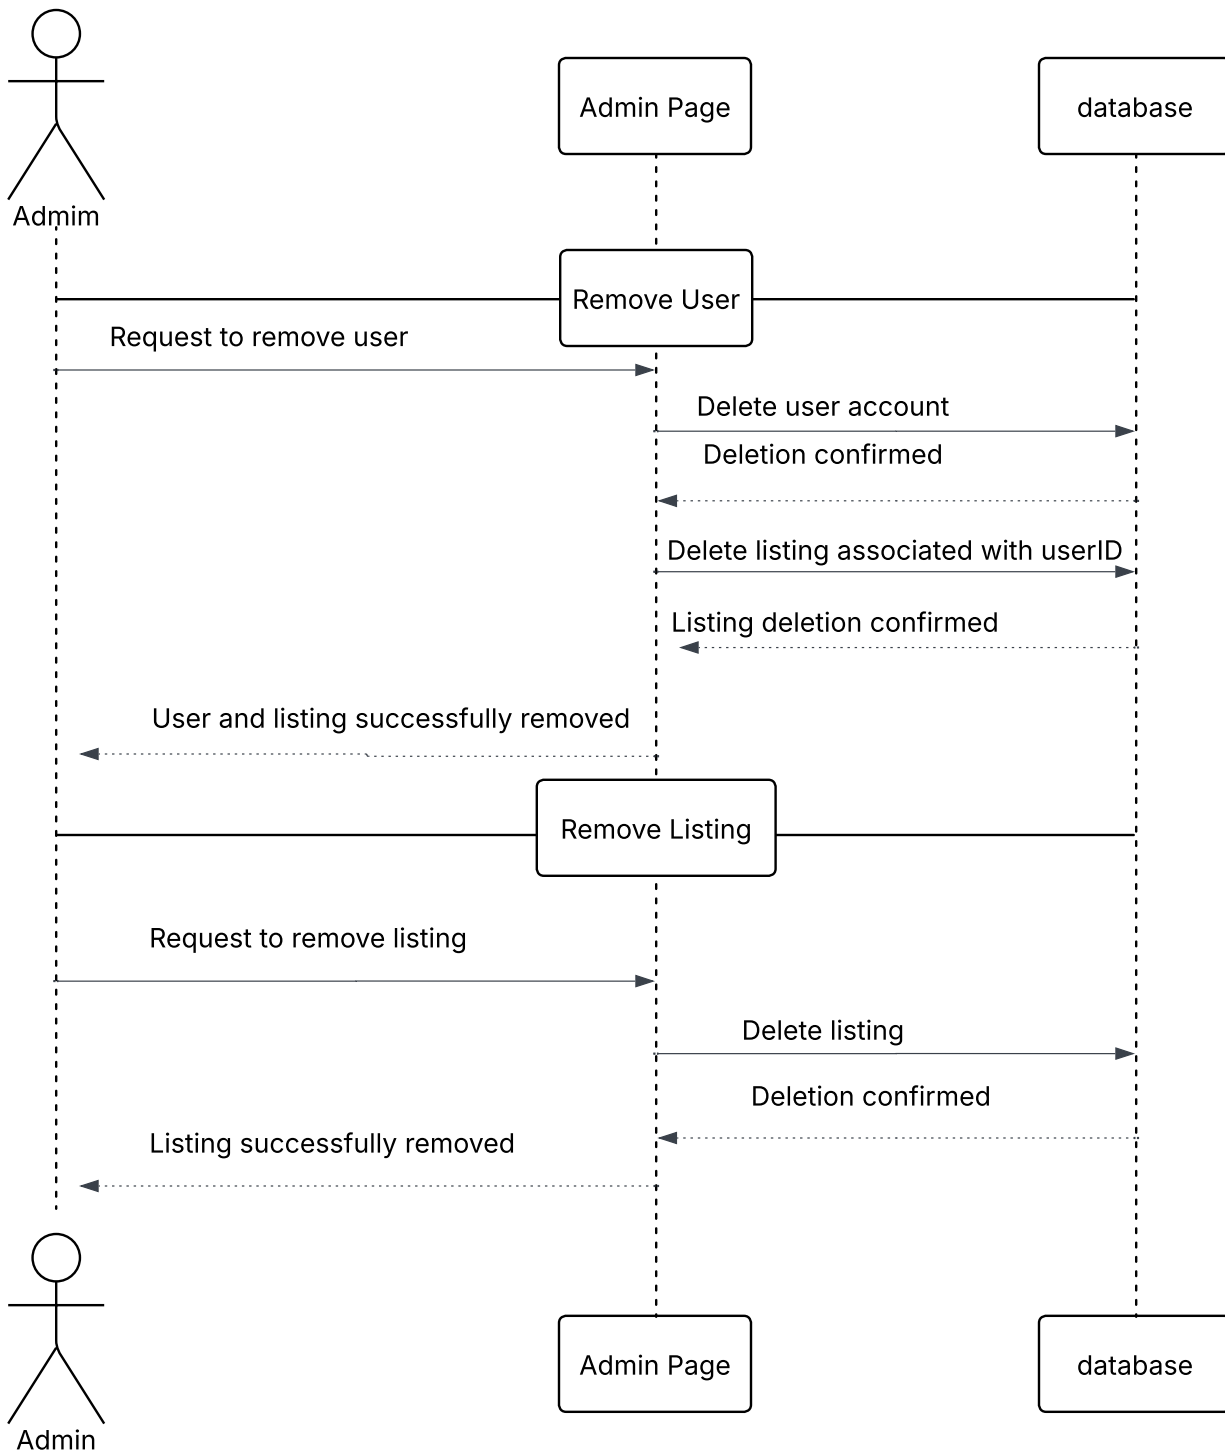 Admin Page
database
Admim
Remove User
Request to remove user
Delete user account
Deletion confirmed
Delete listing associated with userID
Listing deletion confirmed
User and listing successfully removed
Remove Listing
Request to remove listing
Delete listing
Deletion confirmed
Listing successfully removed
Admin Page
database
Admin